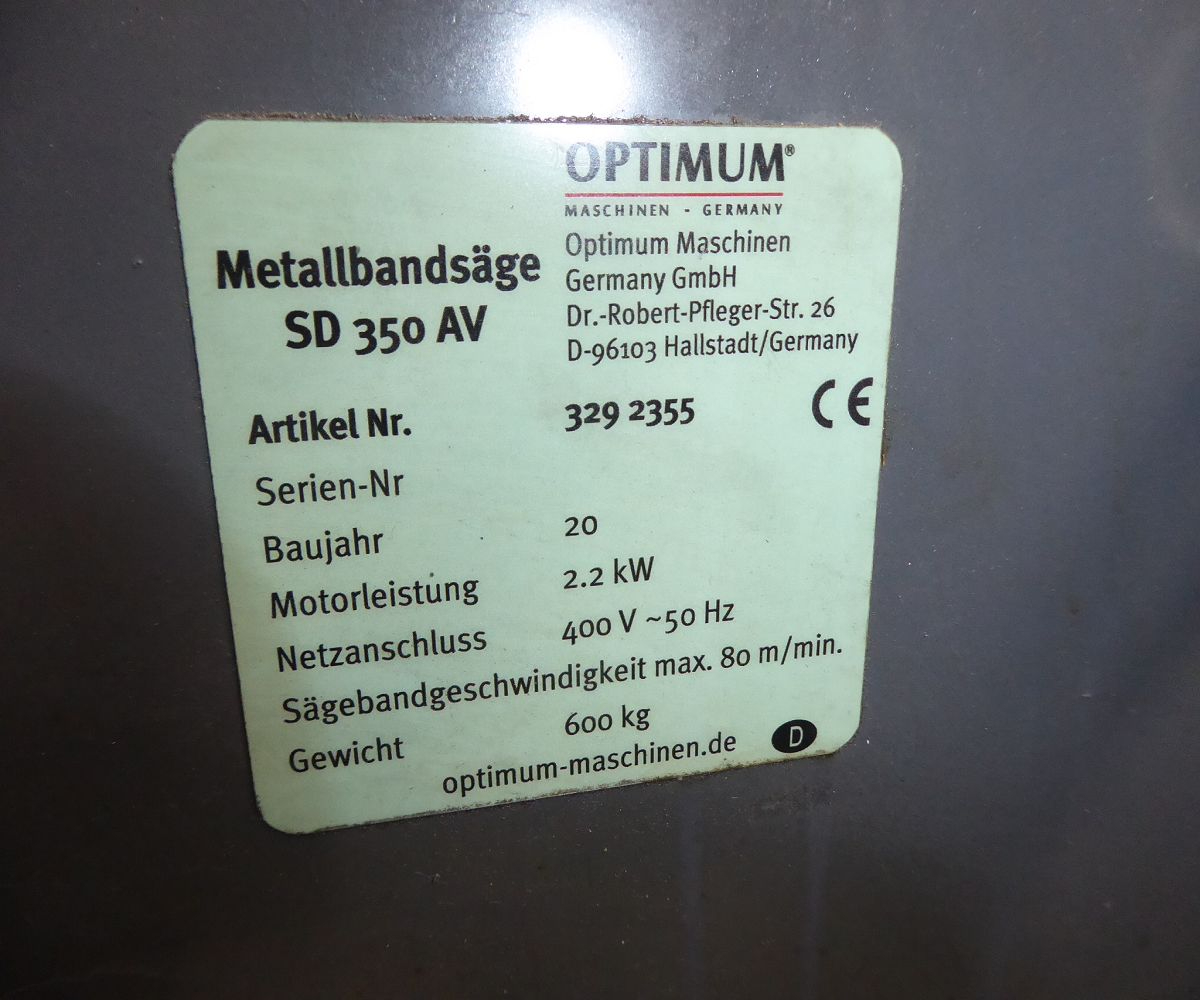 OPTIMUM®
MASCHINEN - GERMANY
Metallbandsäge
SD 350 AV
Optimum Maschinen
Germany GmbH
Dr.-Robert-Pfleger-Str. 26
D-96103 Hallstadt/Germany
Artikel Nr. 329 2355 CE
Serien-Nr
Baujahr 20
Motorleistung 2.2 kW
Netzanschluss 400 V ~50 Hz
Sägebandgeschwindigkeit max. 80 m/min.
Gewicht 600 kg
optimum-maschinen.de D